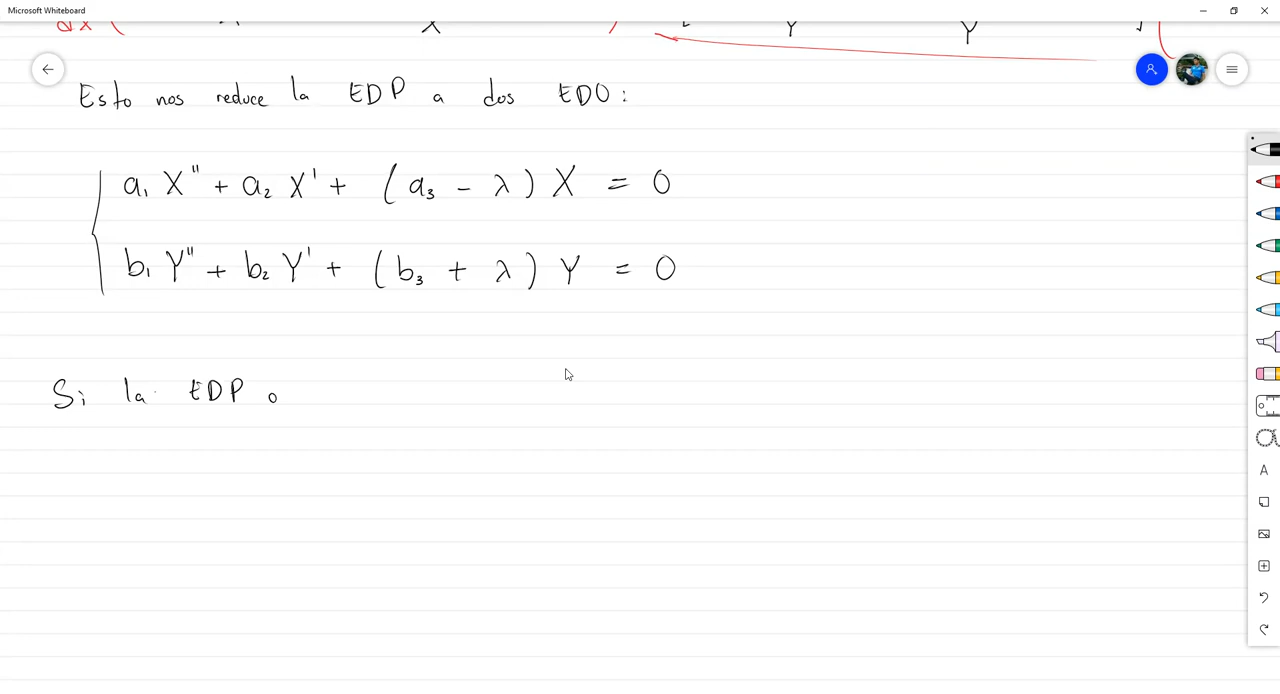 Microsoft Whiteboard
Esto nos reduce la EDP a dos EDO:
a₁ X'' + a₂ X' + (a₃ - λ) X = 0
b₁ Y'' + b₂ Y' + (b₃ + λ) Y = 0
Si la EDP o